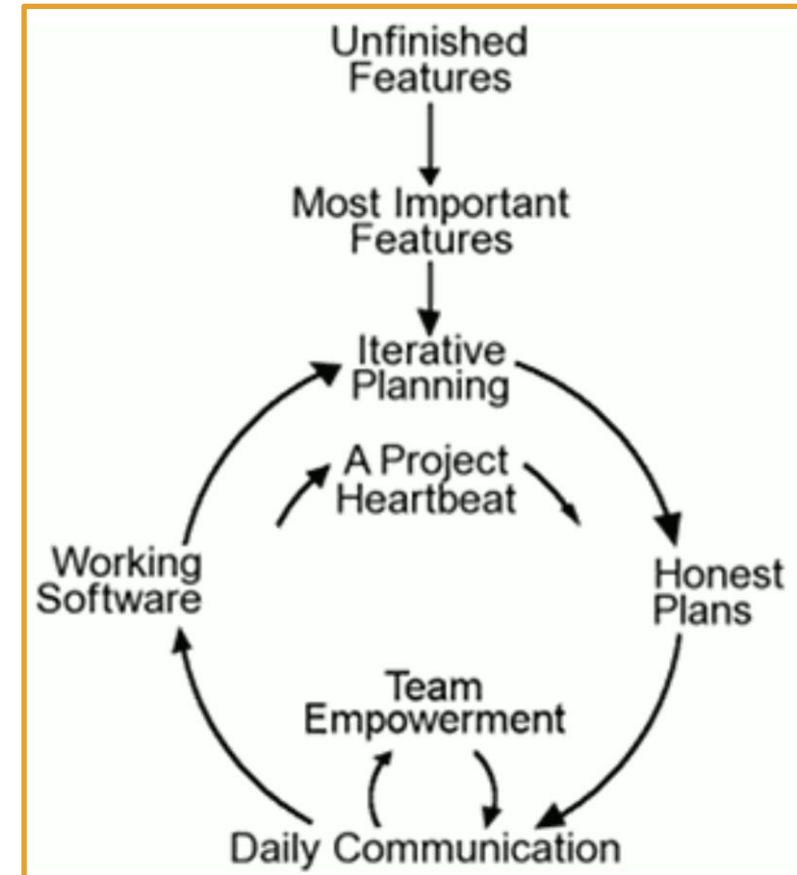 Unfinished
Features
Most Important
Features
Iterative
Planning
A Project
Heartbeat
Working
Software
Honest
Plans
Team
Empowerment
Daily Communication